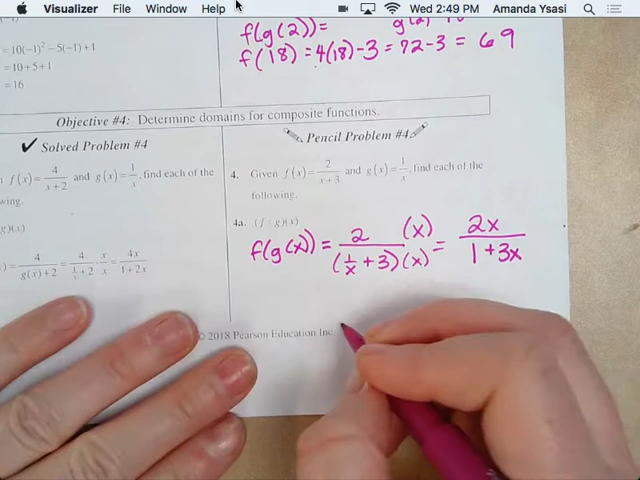 Visualizer File Window Help Wed 2:49 PM Amanda Ysasi
= 10(-1)² - 5(-1) + 1
= 10 + 5 + 1
= 16
f(g(2)) =
f(18) = 4(18) - 3 = 72 - 3 = 69
Objective #4: Determine domains for composite functions.
✔ Solved Problem #4
f(x) = 4/(x+2) and g(x) = 1/x, find each of the
wing.
g)(x)
) = 4/(g(x)+2) = 4/(1/x+2) · x/x = 4x/(1+2x)
Pencil Problem #4
4. Given f(x) = 2/(x+3) and g(x) = 1/x, find each of the
following.
4a. (f ∘ g)(x)
f(g(x)) = 2 (x)/((1/x + 3)(x)) = 2x/(1+3x)
© 2018 Pearson Education Inc.